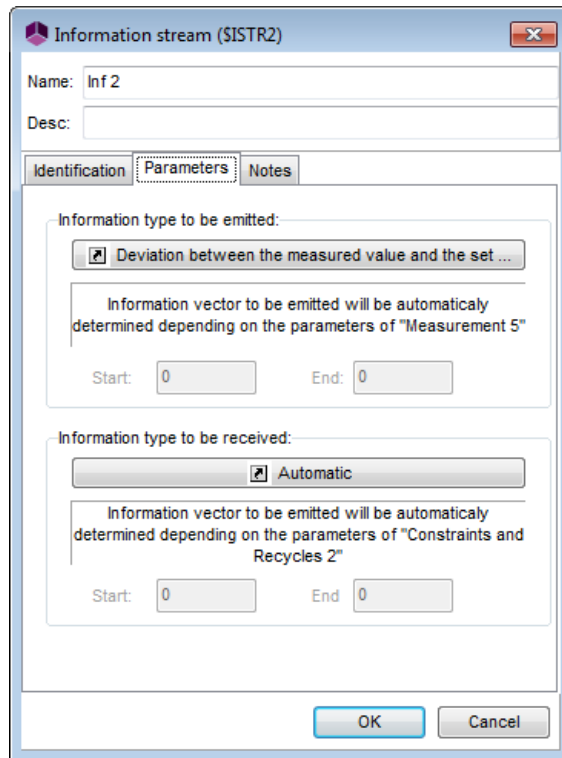 Information stream ($ISTR2)
Name: Inf 2
Desc:
Identification Parameters Notes
Information type to be emitted:
Deviation between the measured value and the set ...
Information vector to be emitted will be automaticaly
determined depending on the parameters of "Measurement 5"
Start: 0 End: 0
Information type to be received:
Automatic
Information vector to be emitted will be automaticaly
determined depending on the parameters of "Constraints and
Recycles 2"
Start: 0 End 0
OK Cancel